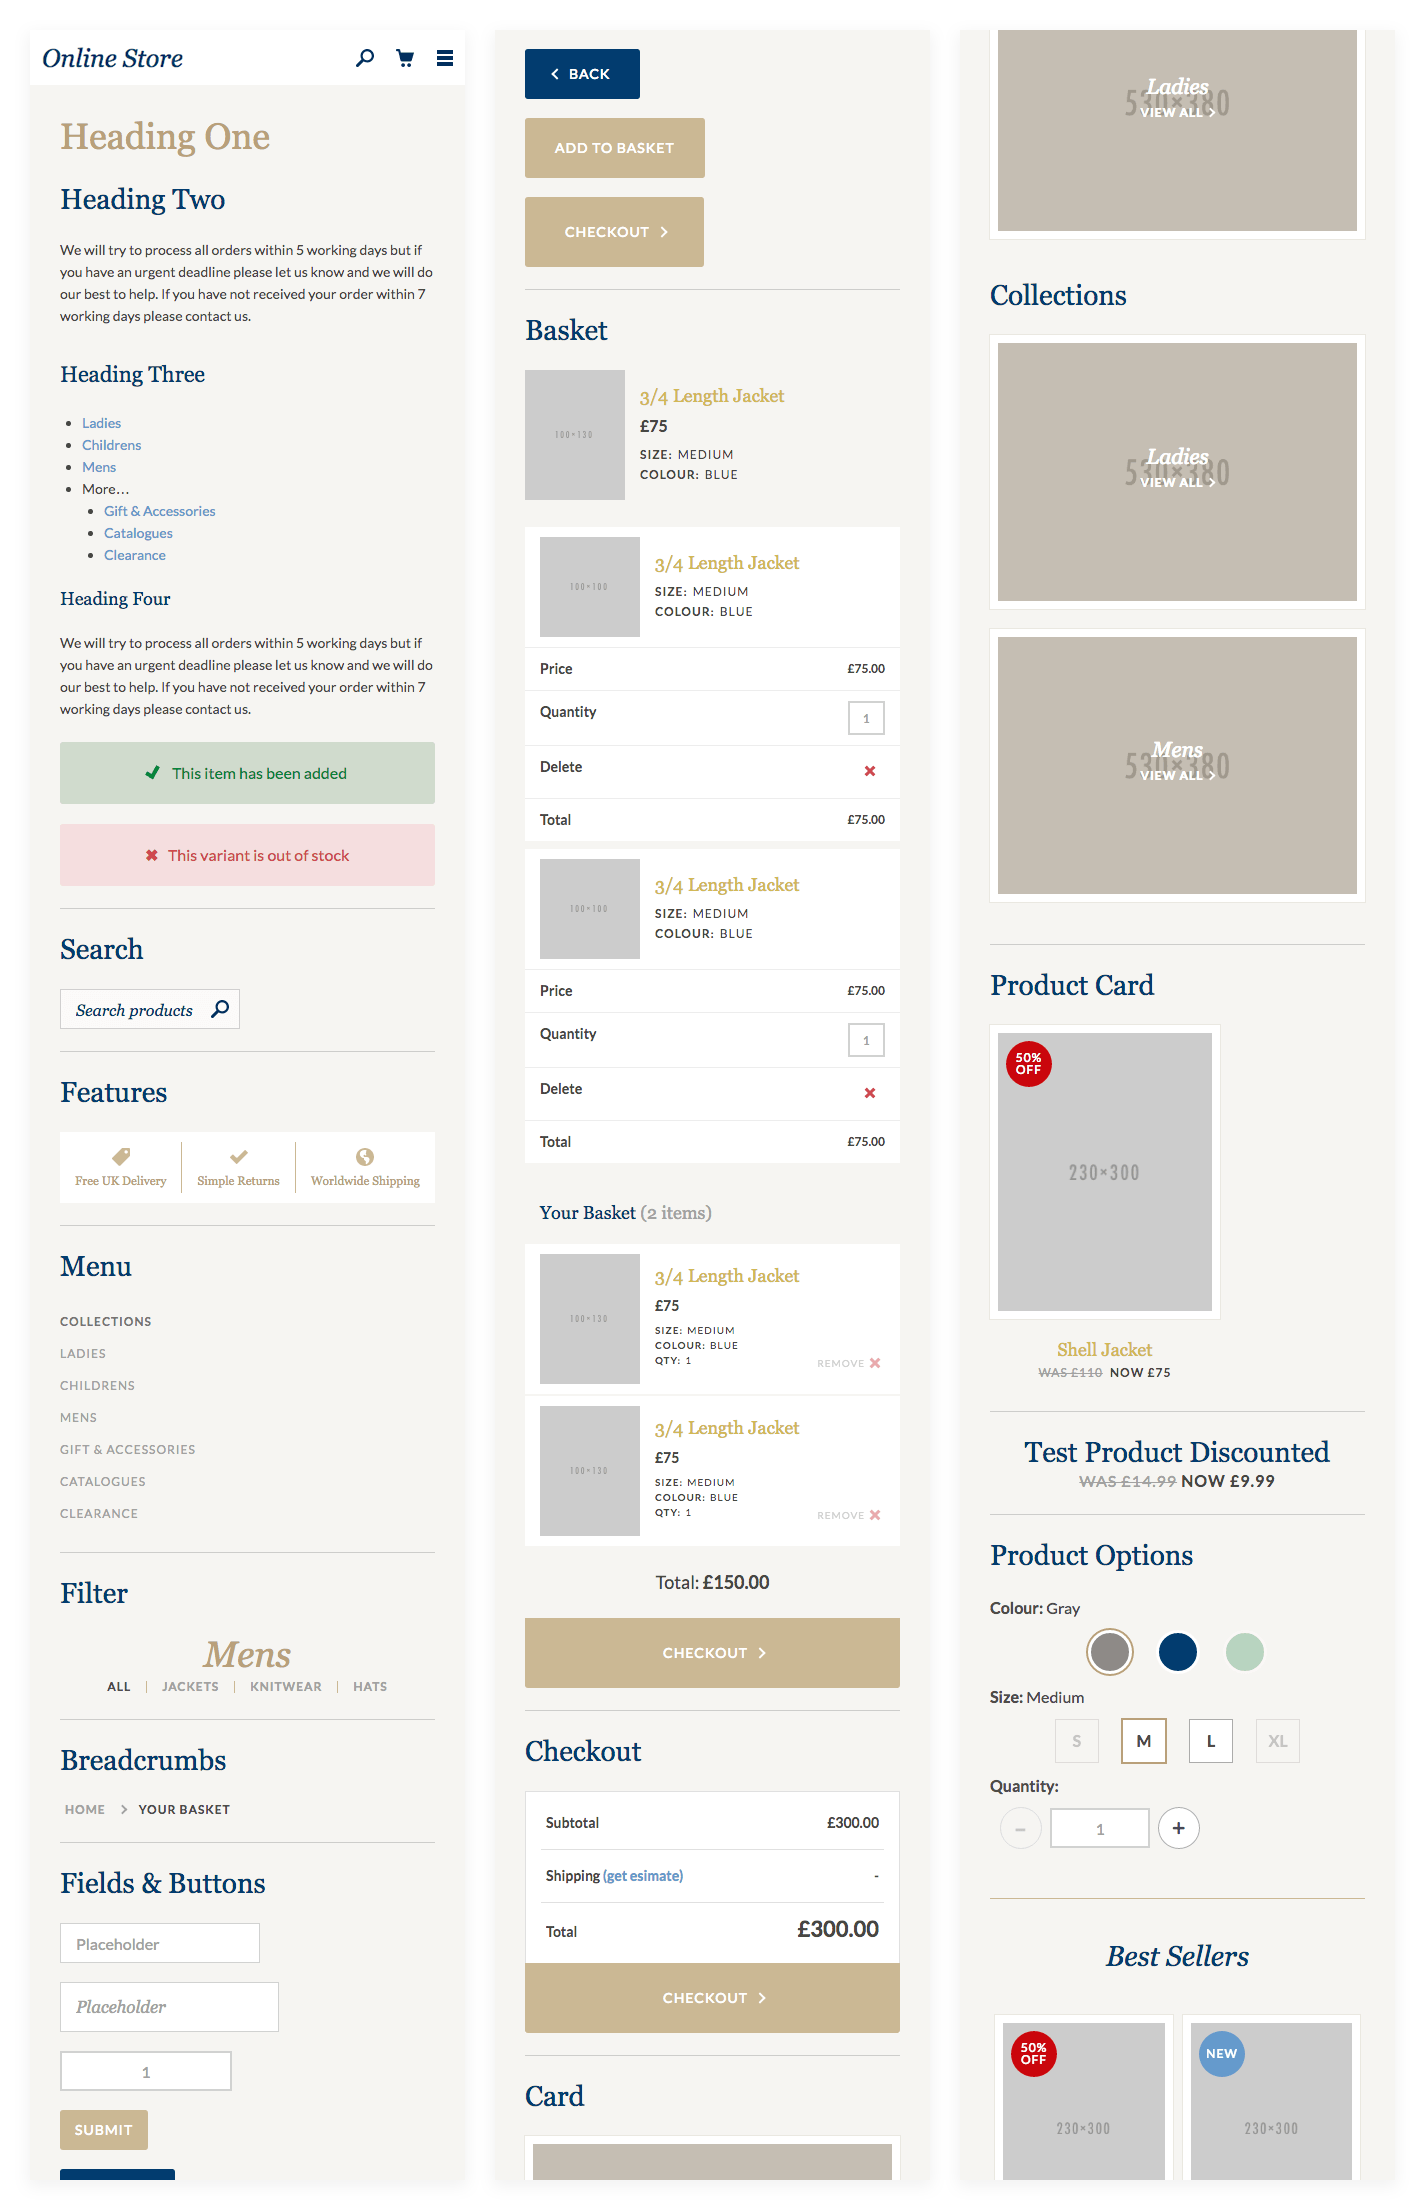 Online Store
Heading One
Heading Two
We will try to process all orders within 5 working days but if
you have an urgent deadline please let us know and we will do
our best to help. If you have not received your order within 7
working days please contact us.
Heading Three
Ladies
Childrens
Mens
More...
Gift & Accessories
Catalogues
Clearance
Heading Four
We will try to process all orders within 5 working days but if
you have an urgent deadline please let us know and we will do
our best to help. If you have not received your order within 7
working days please contact us.
This item has been added
This variant is out of stock
Search
Search products
Features
Free UK Delivery
Simple Returns
Worldwide Shipping
Menu
COLLECTIONS
LADIES
CHILDRENS
MENS
GIFT & ACCESSORIES
CATALOGUES
CLEARANCE
Filter
Mens
ALL | JACKETS | KNITWEAR | HATS
Breadcrumbs
HOME > YOUR BASKET
Fields & Buttons
Placeholder
Placeholder
1
SUBMIT
BACK
ADD TO BASKET
CHECKOUT
Basket
100×130
3/4 Length Jacket
£75
SIZE: MEDIUM
COLOUR: BLUE
100×100
3/4 Length Jacket
SIZE: MEDIUM
COLOUR: BLUE
Price £75.00
Quantity 1
Delete
Total £75.00
100×100
3/4 Length Jacket
SIZE: MEDIUM
COLOUR: BLUE
Price £75.00
Quantity 1
Delete
Total £75.00
Your Basket (2 items)
100×130
3/4 Length Jacket
£75
SIZE: MEDIUM
COLOUR: BLUE
QTY: 1
REMOVE
100×130
3/4 Length Jacket
£75
SIZE: MEDIUM
COLOUR: BLUE
QTY: 1
REMOVE
Total: £150.00
CHECKOUT
Checkout
Subtotal £300.00
Shipping (get esimate) -
Total £300.00
CHECKOUT
Card
530×380
Ladies
VIEW ALL
Collections
530×380
Ladies
VIEW ALL
530×380
Mens
VIEW ALL
Product Card
50%
OFF
230×300
Shell Jacket
WAS £110 NOW £75
Test Product Discounted
WAS £14.99 NOW £9.99
Product Options
Colour: Gray
Size: Medium
S M L XL
Quantity:
– 1 +
Best Sellers
50%
OFF
230×300
NEW
230×300